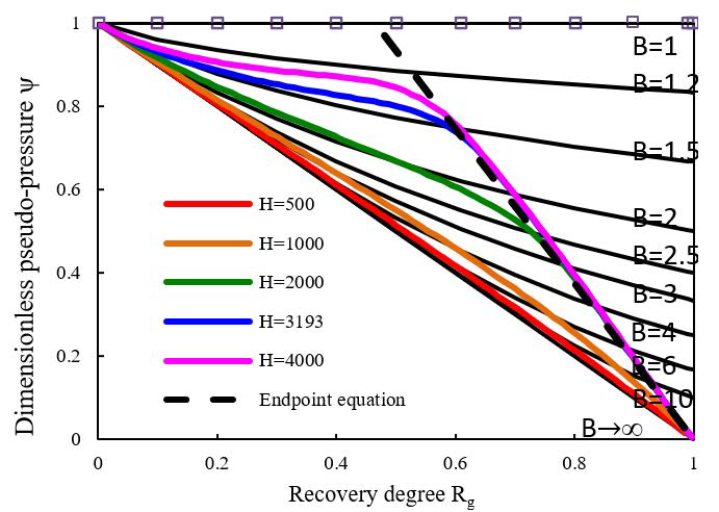 1
0.8
0.6
0.4
0.2
0
0
0.2
0.4
0.6
0.8
1
Dimensionless pseudo-pressure ψ
Recovery degree Rg
H=500
H=1000
H=2000
H=3193
H=4000
Endpoint equation
B=1
B=1.2
B=1.5
B=2
B=2.5
B=3
B=4
B=6
B=10
B→∞